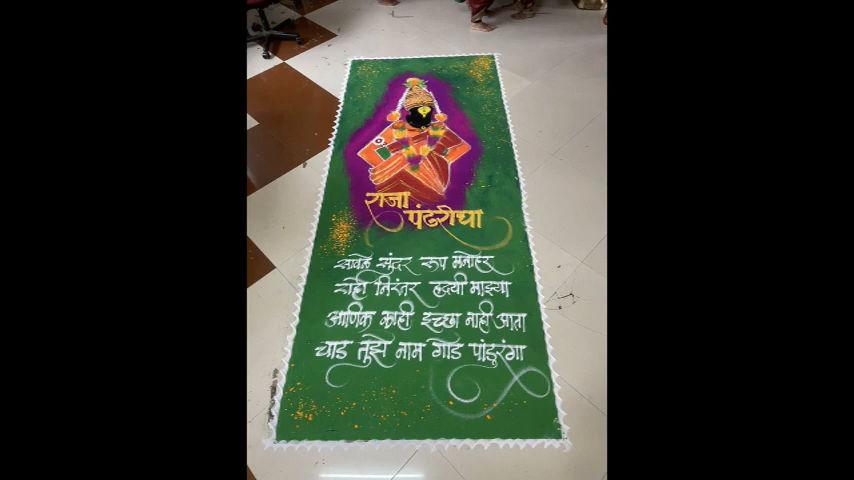 राजा
पंढरीचा
सावळे सुंदर रूप मनोहर
राहो निरंतर हृदयी माझ्या
आणिक काही इच्छा नाही आता
चाड तुझे नाम गोड पांडुरंगा